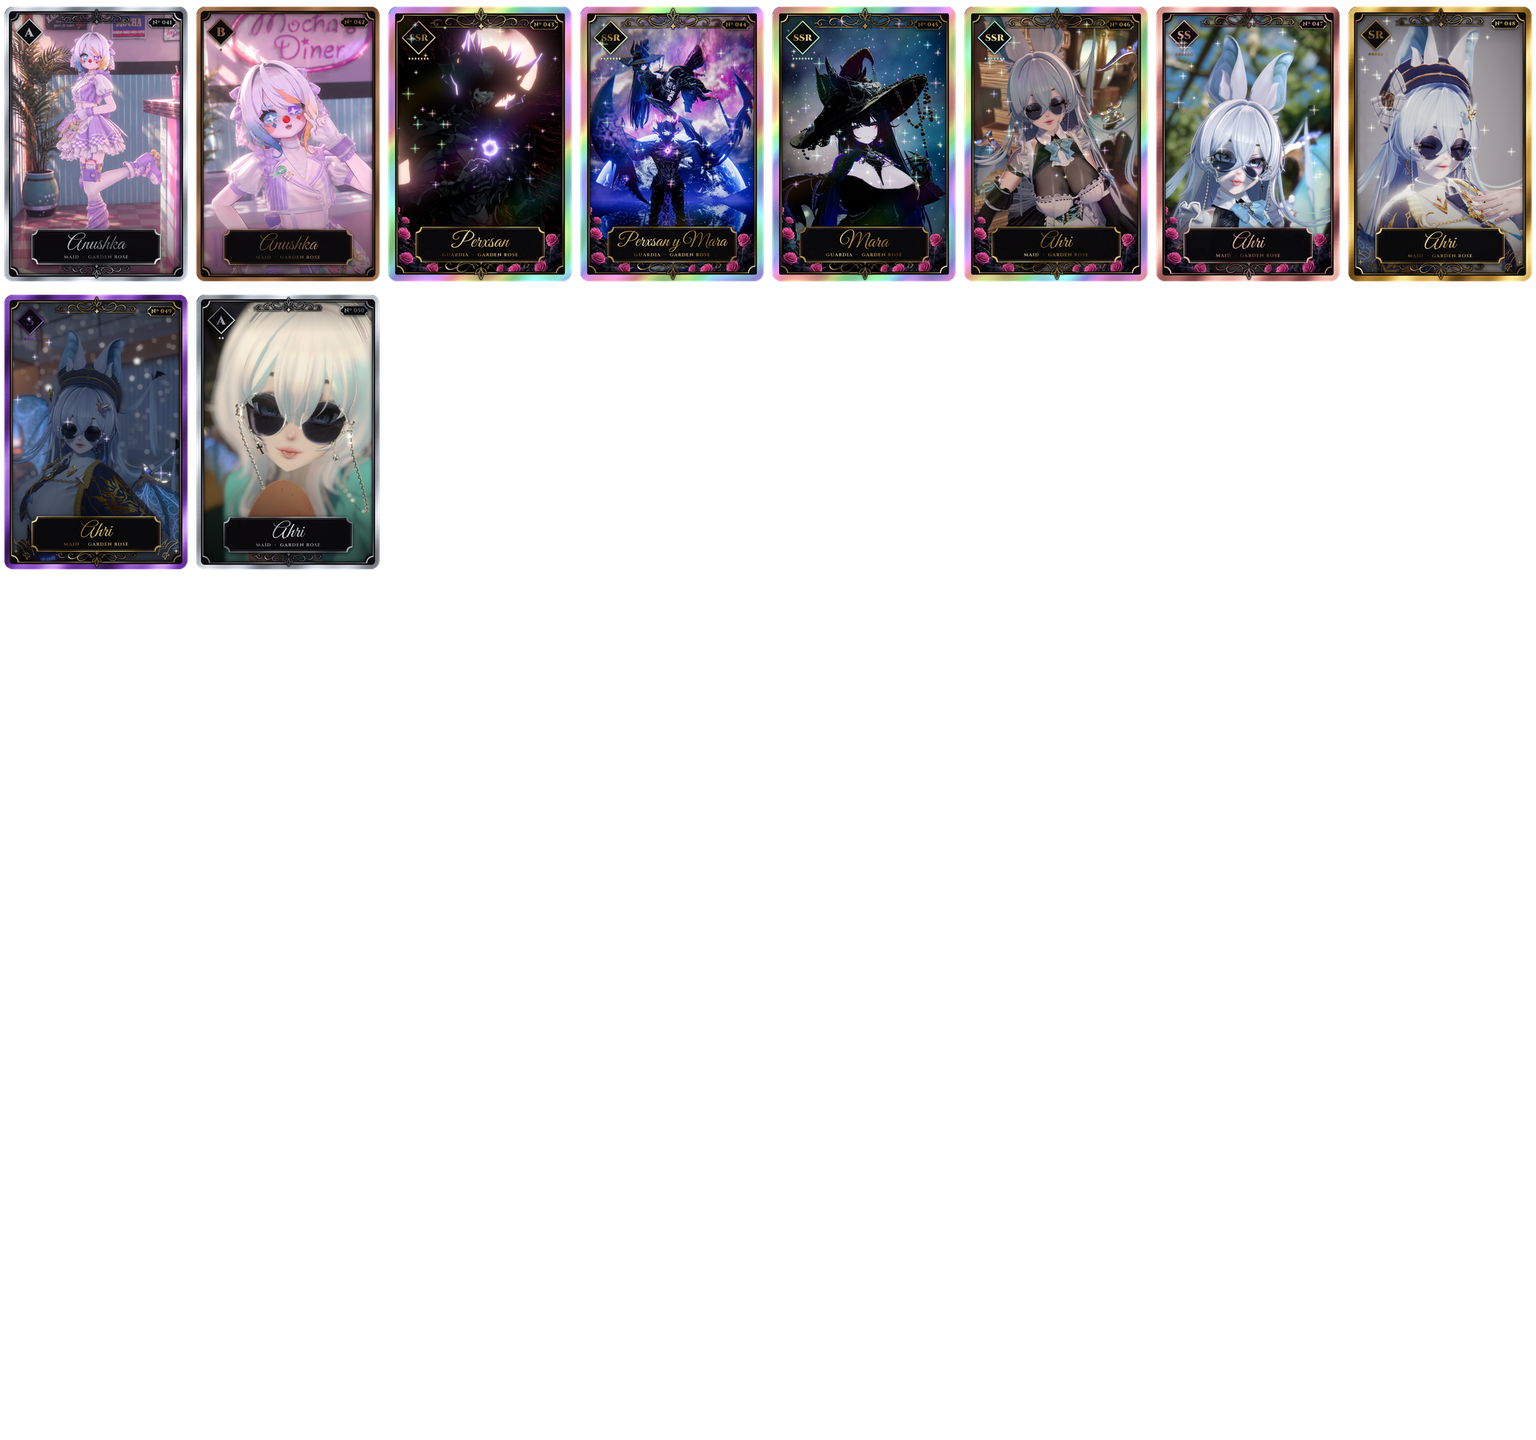 A
Nº 041
Anushka
MAID · GARDEN ROSE
B
Nº 042
Mocha's
Diner
Anushka
MAID · GARDEN ROSE
SSR
Nº 043
Perxsan
GUARDIA · GARDEN ROSE
SSR
Nº 044
Perxsan y Mara
GUARDIA · GARDEN ROSE
SSR
Nº 045
Mara
GUARDIA · GARDEN ROSE
SSR
Nº 046
Ahri
MAID · GARDEN ROSE
SS
Nº 047
Ahri
MAID · GARDEN ROSE
SR
Nº 048
Ahri
MAID · GARDEN ROSE
S
Nº 049
Ahri
MAID · GARDEN ROSE
A
Nº 050
Ahri
MAID · GARDEN ROSE